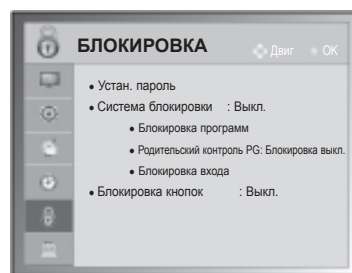 БЛОКИРОВКА
Двиг OK
• Устан. пароль
• Система блокировки : Выкл.
• Блокировка программ
• Родительский контроль PG: Блокировка выкл.
• Блокировка входа
• Блокировка кнопок : Выкл.